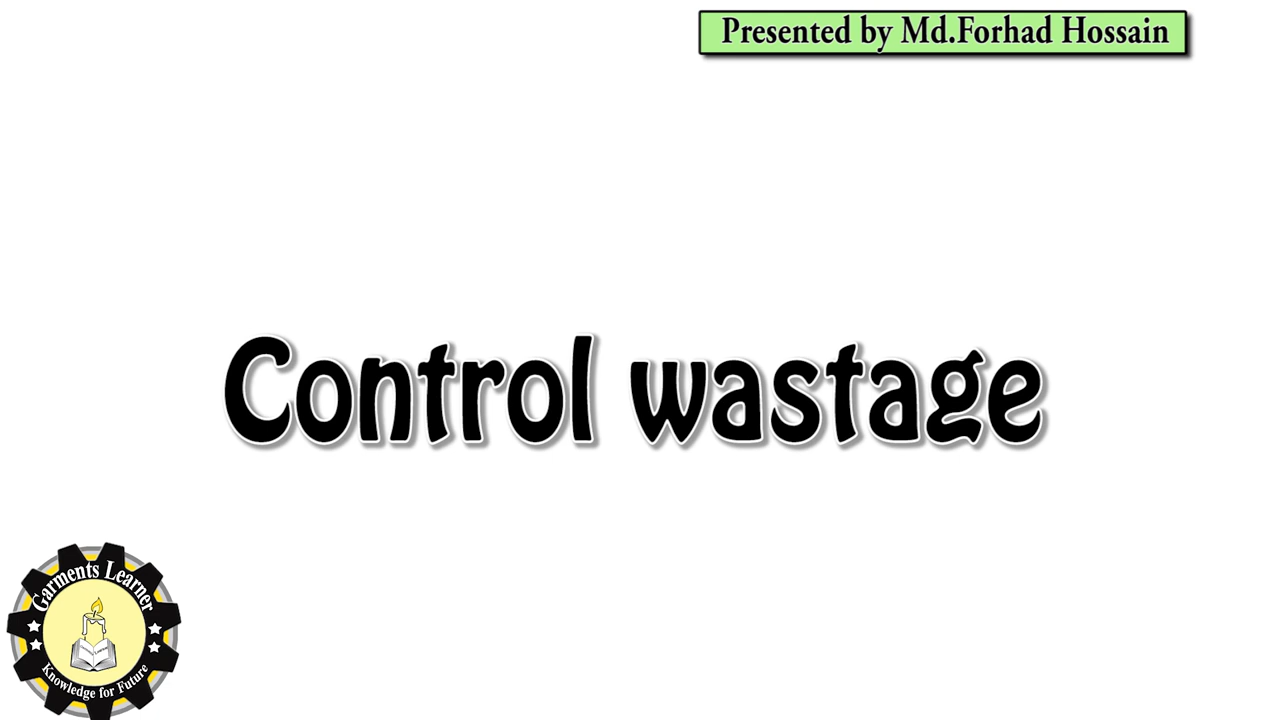 Presented by Md.Forhad Hossain
Control wastage
Garments Learner
Knowledge for Future